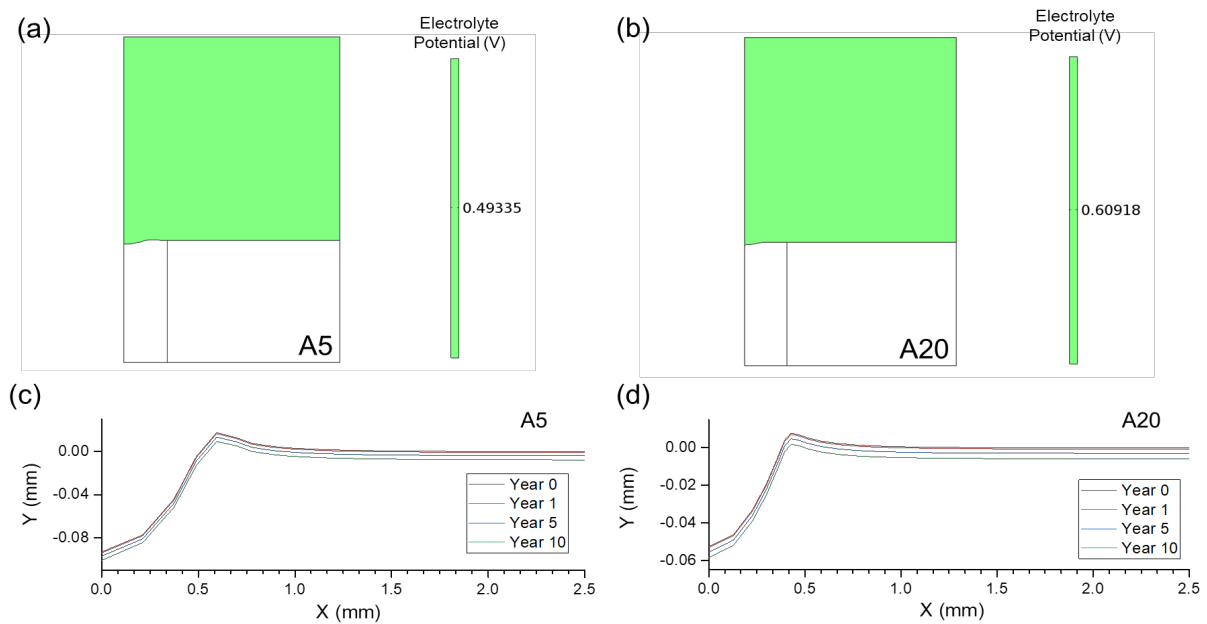 (a)
Electrolyte
Potential (V)
0.49335
A5
(b)
Electrolyte
Potential (V)
0.60918
A20
(c)
A5
0.00
-0.04
-0.08
Y (mm)
Year 0
Year 1
Year 5
Year 10
0.0 0.5 1.0 1.5 2.0 2.5
X (mm)
(d)
A20
0.00
-0.02
-0.04
-0.06
Y (mm)
Year 0
Year 1
Year 5
Year 10
0.0 0.5 1.0 1.5 2.0 2.5
X (mm)